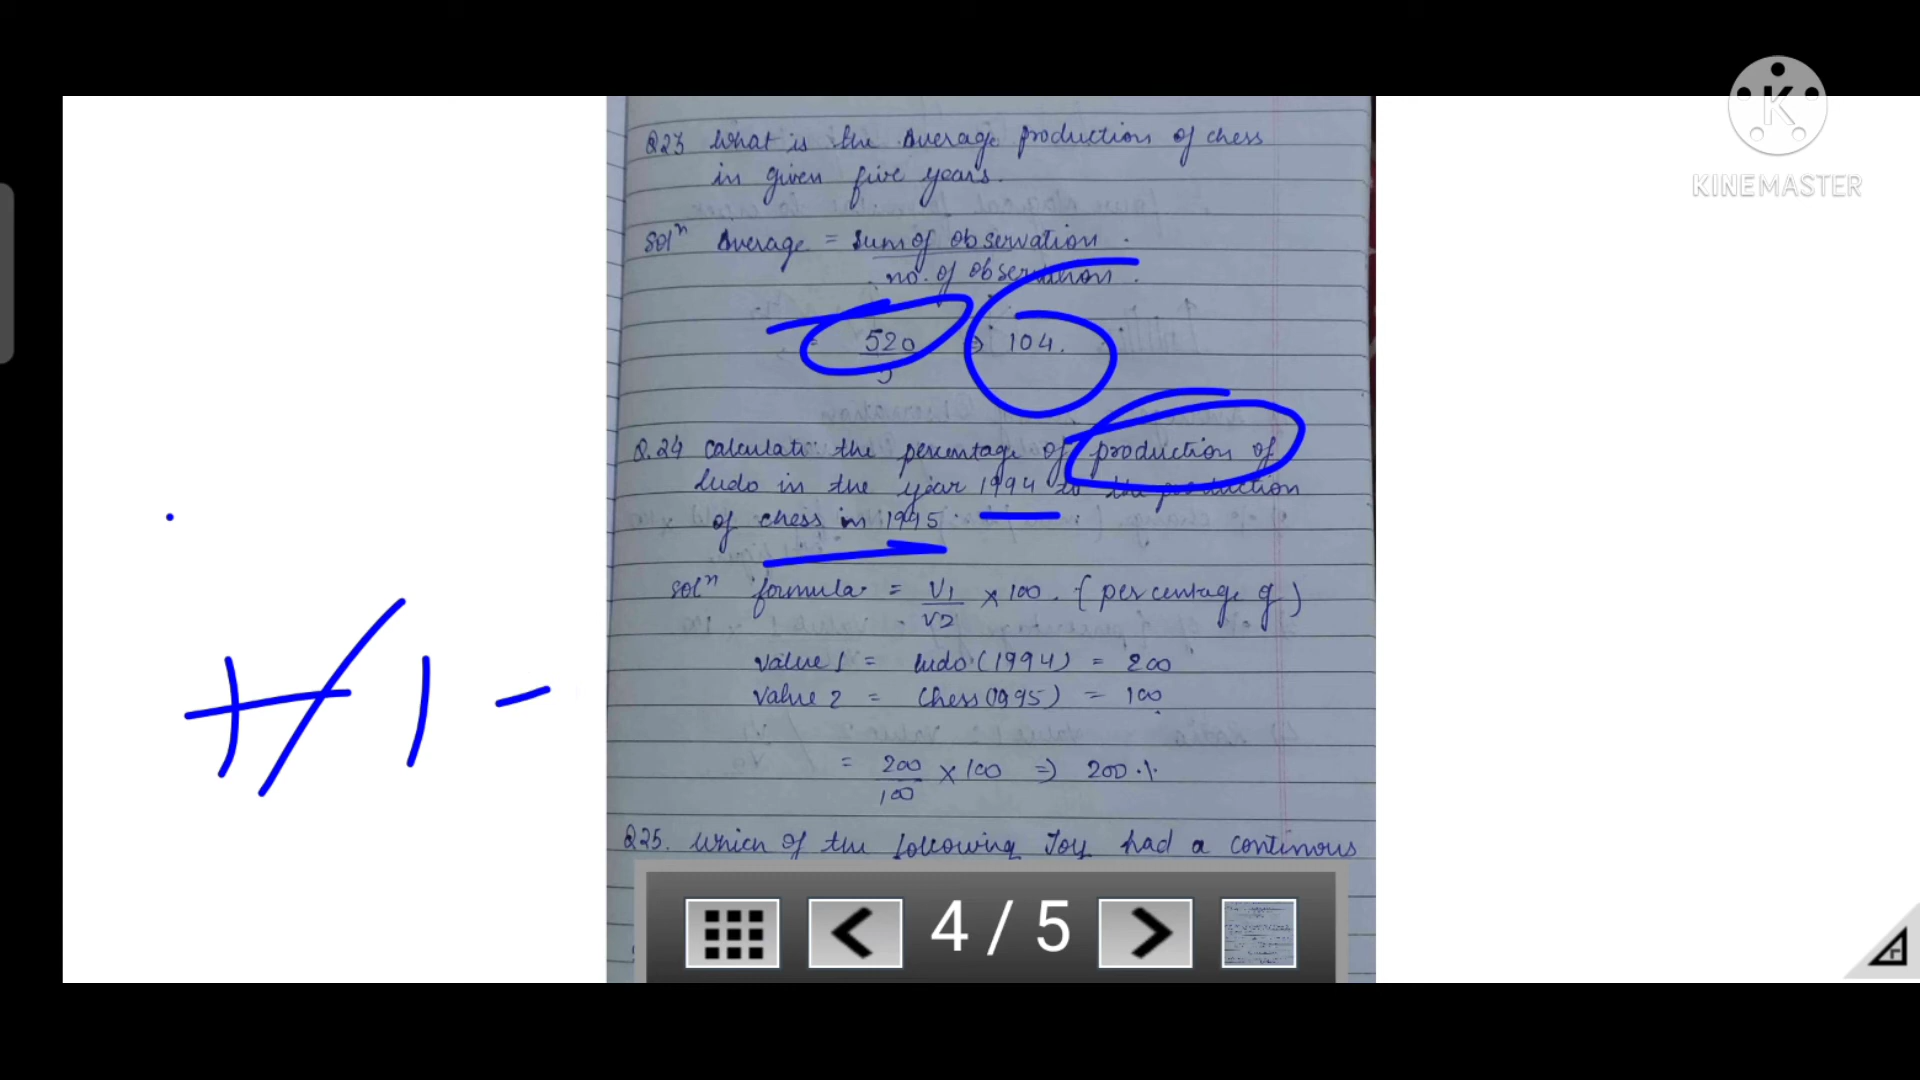 KINEMASTER
Q23 What is the Average production of chess
in given five years.
Solⁿ Average = Sum of observation
no. of observation.
= 520 ⇒ 104.
5
Q.24 Calculate the percentage of production of
ludo in the year 1994 to the production
of chess in 1995.
Solⁿ formula = V1 × 100. (percentage of)
V2
value 1 = ludo (1994) = 200
Value 2 = Chess (1995) = 100
= 200 × 100 ⇒ 200 %
100
Q25. Which of the following Toy had a continous
4 / 5